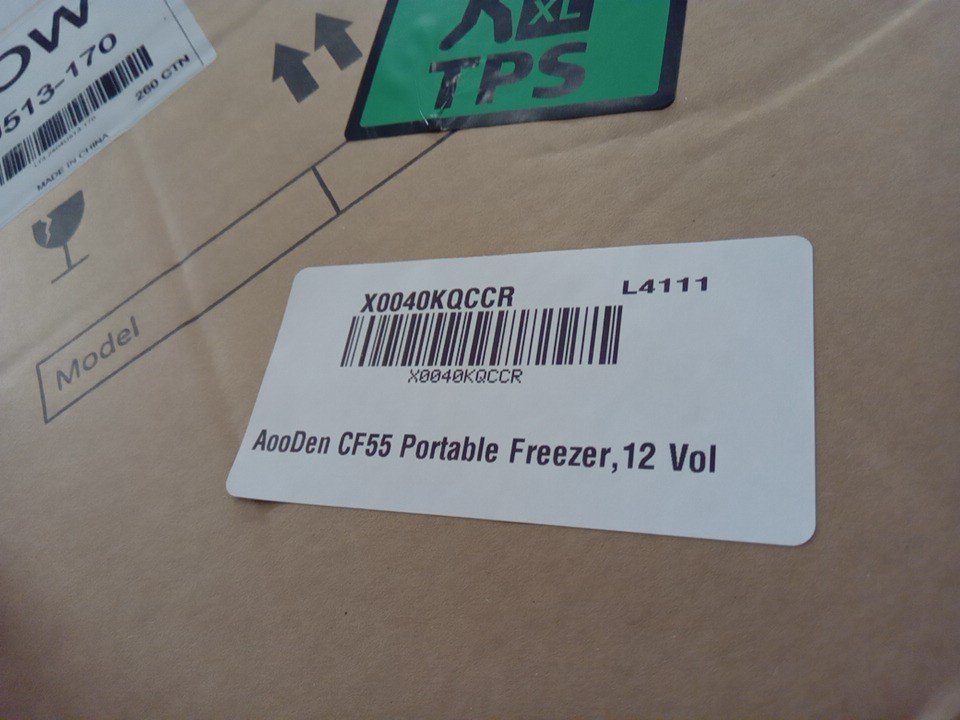 OW
0513-170
260 CTN
MADE IN CHINA
XL
TPS
Model
X0040KQCCR
L4111
X0040KQCCR
AooDen CF55 Portable Freezer,12 Vol